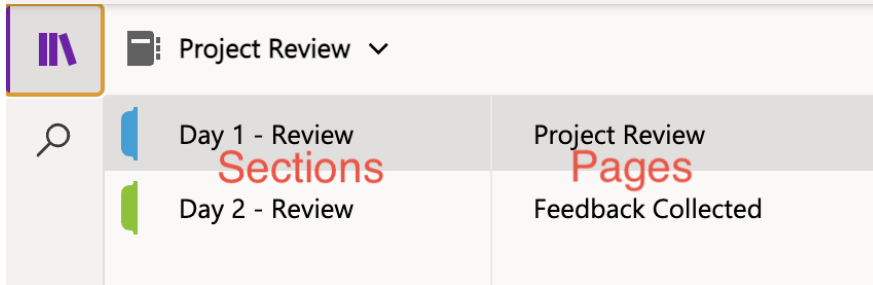 Project Review
Day 1 - Review
Project Review
Sections
Pages
Day 2 - Review
Feedback Collected